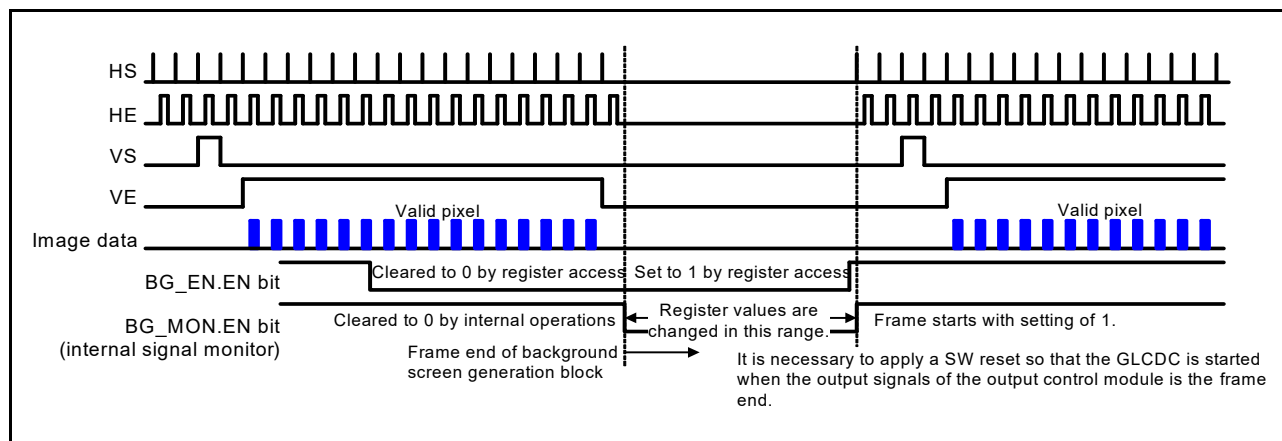 HS
HE
VS
VE
Valid pixel
Valid pixel
Image data
Cleared to 0 by register access
Set to 1 by register access
BG_EN.EN bit
BG_MON.EN bit
(internal signal monitor)
Cleared to 0 by internal operations
Register values are
changed in this range.
Frame starts with setting of 1.
Frame end of background
screen generation block
It is necessary to apply a SW reset so that the GLCDC is started
when the output signals of the output control module is the frame
end.